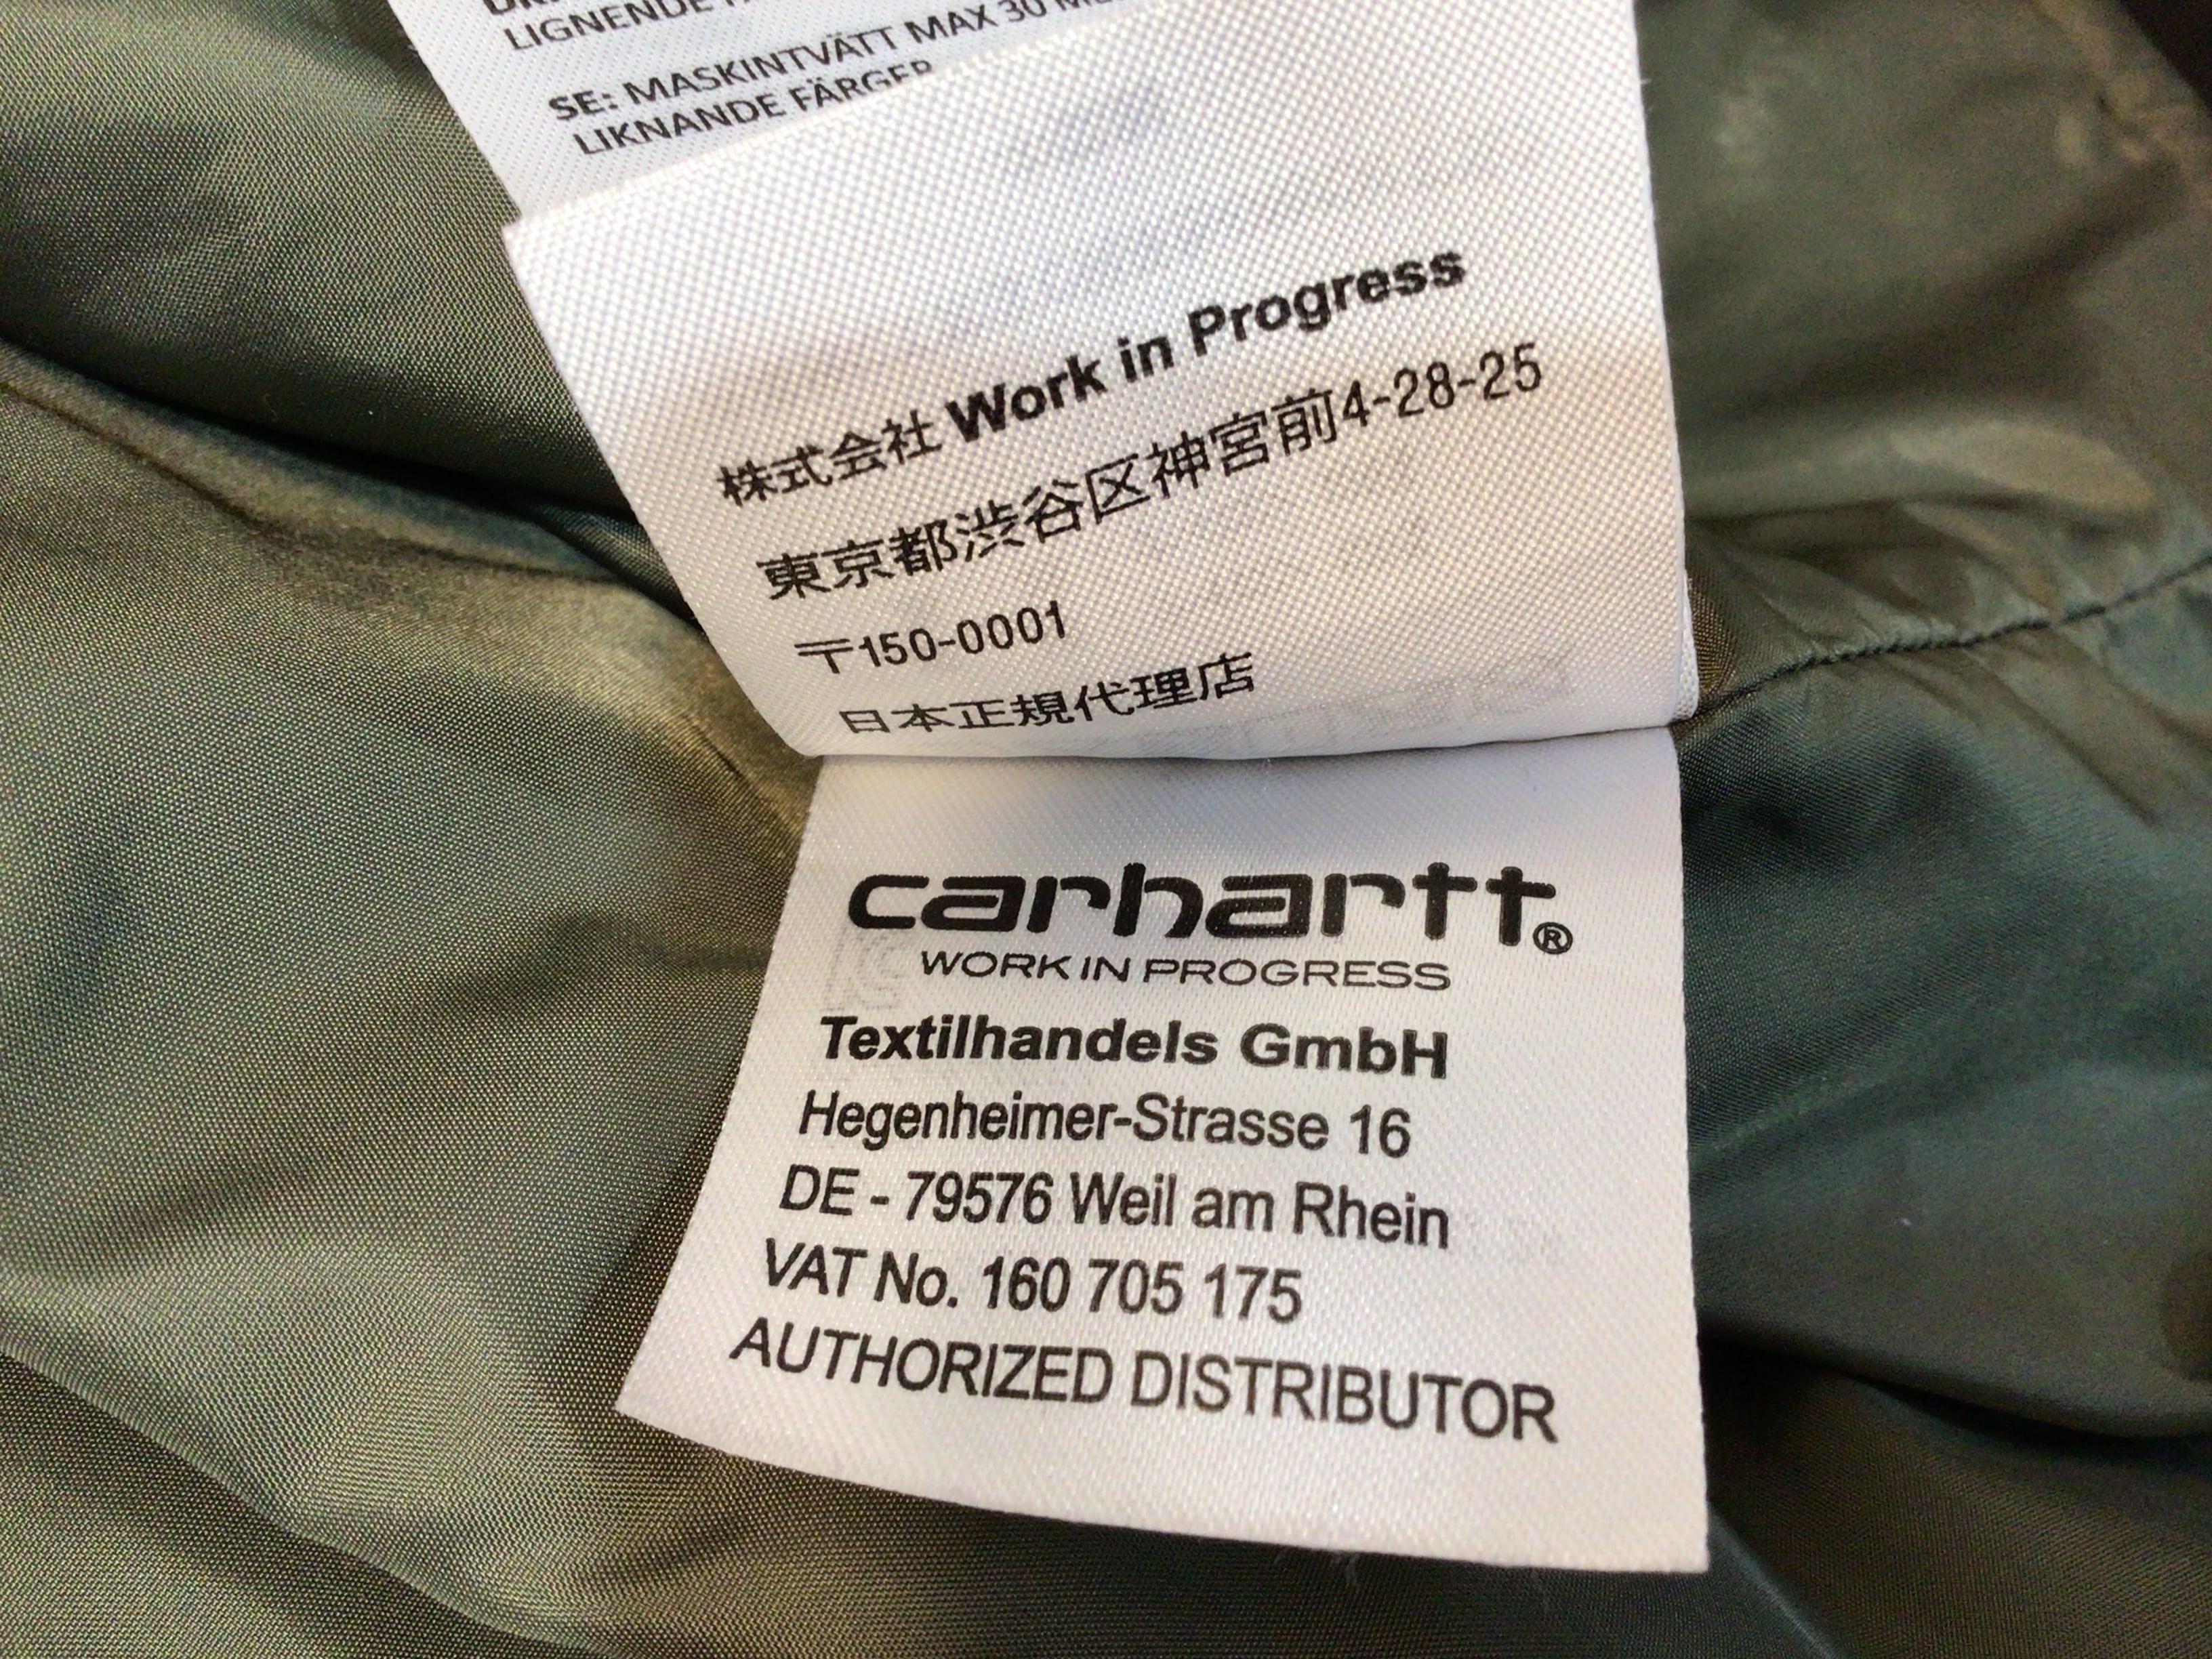 LIGNENDE
SE: MASKINTVÄTT MAX 30
LIKNANDE FÄRGER
株式会社 Work in Progress
東京都渋谷区神宮前4-28-25
〒150-0001
日本正規代理店
carhartt®
WORK IN PROGRESS
Textilhandels GmbH
Hegenheimer-Strasse 16
DE - 79576 Weil am Rhein
VAT No. 160 705 175
AUTHORIZED DISTRIBUTOR